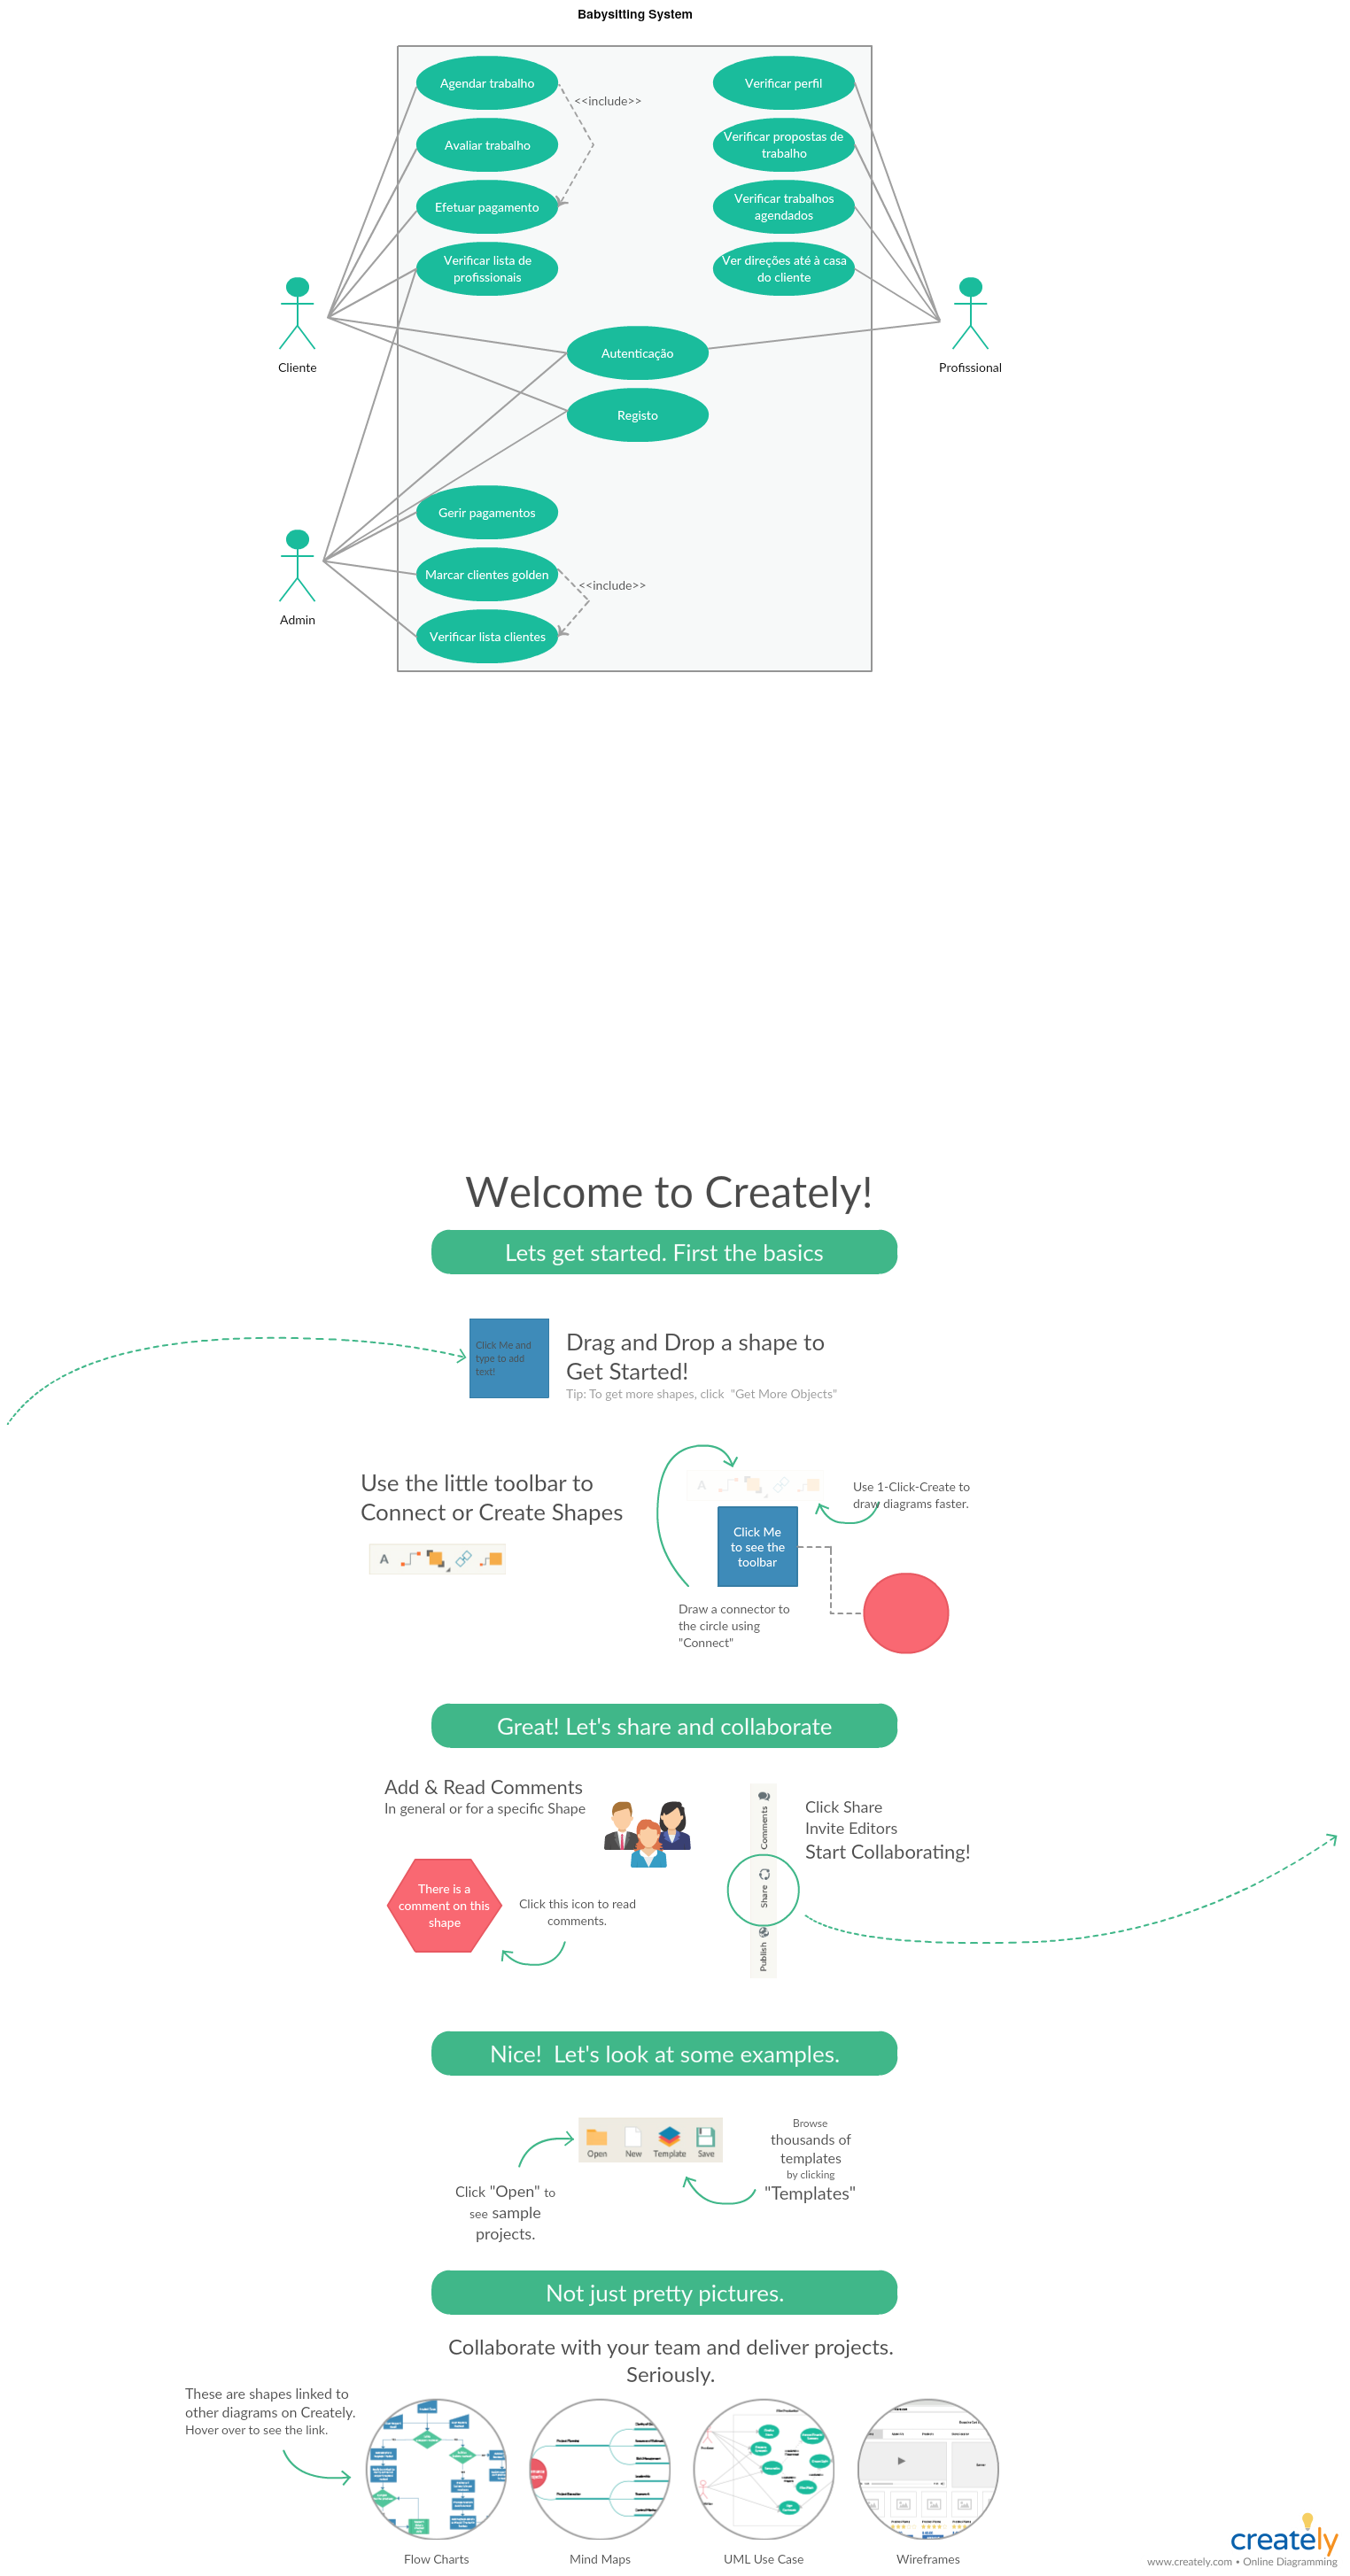 Babysitting System
Agendar trabalho
<<include>>
Avaliar trabalho
Efetuar pagamento
Verificar lista de
profissionais
Verificar perfil
Verificar propostas de
trabalho
Verificar trabalhos
agendados
Ver direções até à casa
do cliente
Cliente
Profissional
Autenticação
Registo
Gerir pagamentos
Marcar clientes golden
<<include>>
Verificar lista clientes
Admin
Welcome to Creately!
Lets get started. First the basics
Click Me and
type to add
text!
Drag and Drop a shape to
Get Started!
Tip: To get more shapes, click "Get More Objects"
Use the little toolbar to
Connect or Create Shapes
A
A
Use 1-Click-Create to
draw diagrams faster.
Click Me
to see the
toolbar
Draw a connector to
the circle using
"Connect"
Great! Let's share and collaborate
Add & Read Comments
In general or for a specific Shape
There is a
comment on this
shape
Click this icon to read
comments.
Comments
Share
Publish
Click Share
Invite Editors
Start Collaborating!
Nice! Let's look at some examples.
Open New Template Save
Click "Open" to
see sample
projects.
Browse
thousands of
templates
by clicking
"Templates"
Not just pretty pictures.
Collaborate with your team and deliver projects.
Seriously.
These are shapes linked to
other diagrams on Creately.
Hover over to see the link.
Flow Charts
Mind Maps
UML Use Case
Wireframes
creately
www.creately.com • Online Diagramming